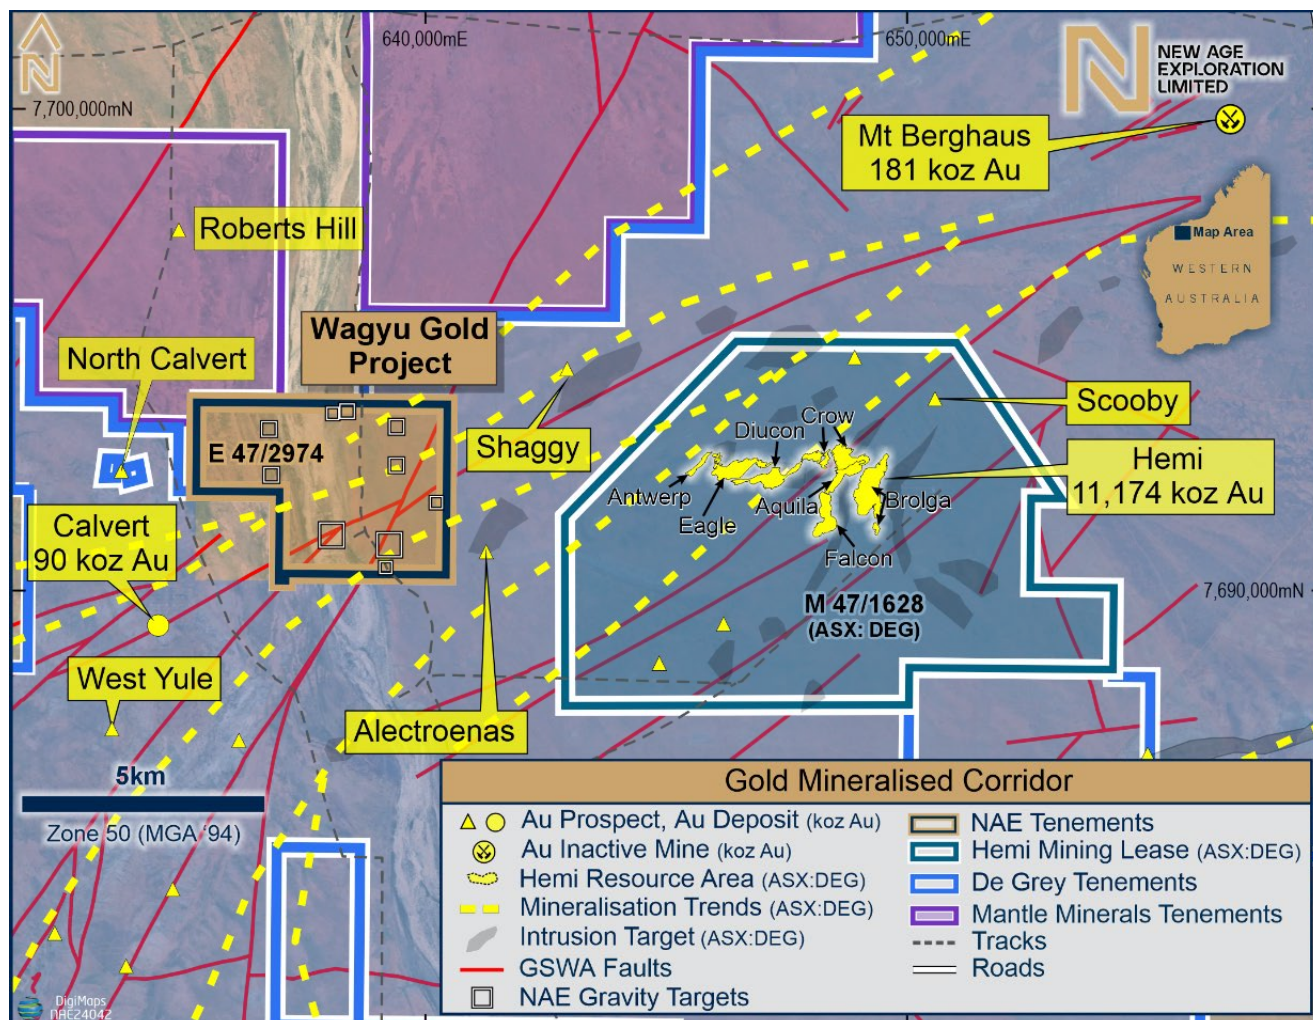 N
640,000mE
650,000mE
7,700,000mN
N
NEW AGE
EXPLORATION
LIMITED
Mt Berghaus
181 koz Au
Roberts Hill
Map Area
WESTERN
AUSTRALIA
Wagyu Gold
Project
North Calvert
E 47/2974
Shaggy
Scooby
Crow
Diucon
Hemi
11,174 koz Au
Antwerp
Eagle
Aquila
Brolga
Falcon
Calvert
90 koz Au
7,690,000mN
M 47/1628
(ASX: DEG)
West Yule
Alectroenas
5km
Zone 50 (MGA '94)
Gold Mineralised Corridor
Au Prospect, Au Deposit (koz Au)
Au Inactive Mine (koz Au)
Hemi Resource Area (ASX:DEG)
Mineralisation Trends (ASX:DEG)
Intrusion Target (ASX:DEG)
GSWA Faults
NAE Gravity Targets
NAE Tenements
Hemi Mining Lease (ASX:DEG)
De Grey Tenements
Mantle Minerals Tenements
Tracks
Roads
DigiMaps
NAE24042